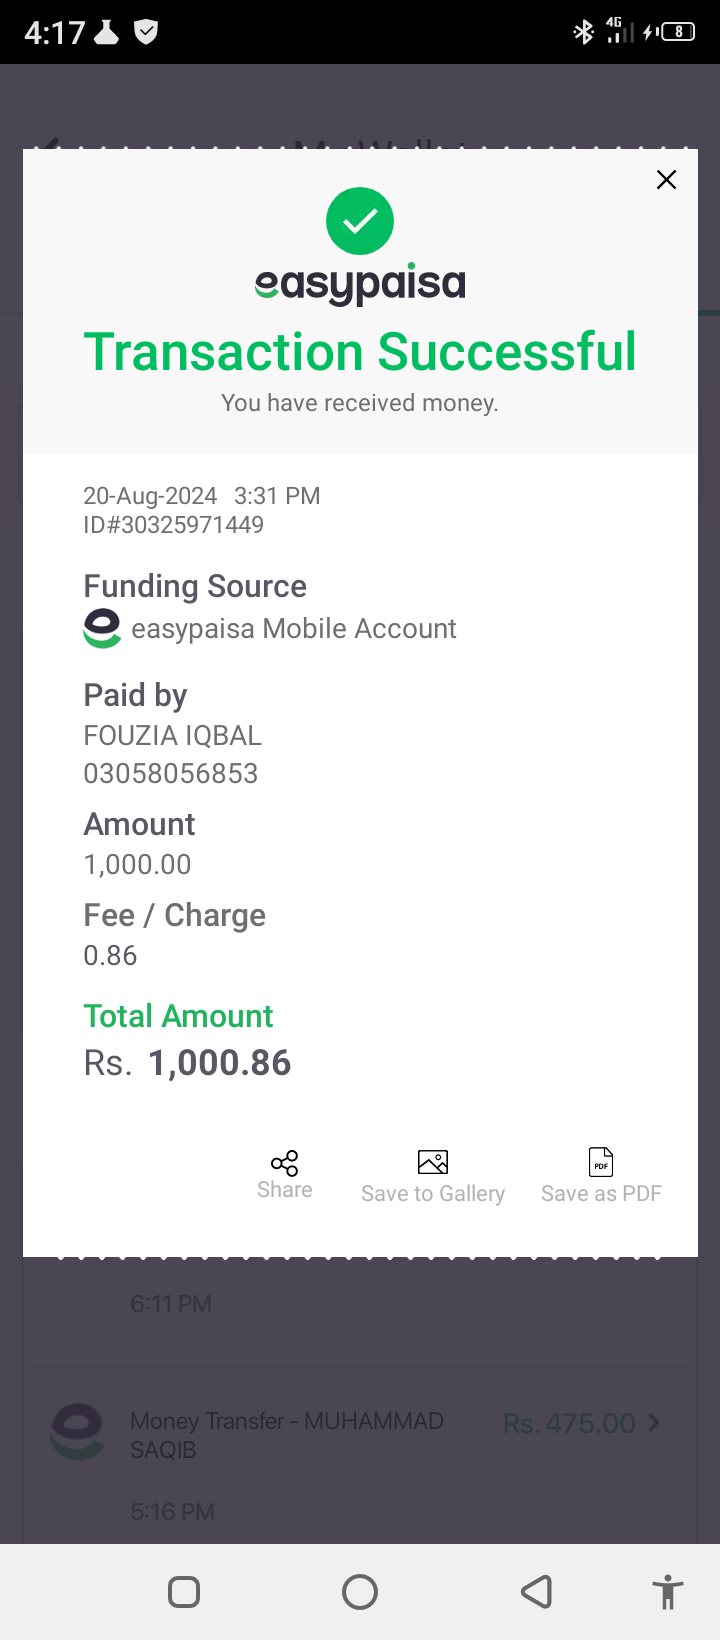 4:17
4G
8
My Wallet
easypaisa
Transaction Successful
You have received money.
20-Aug-2024 3:31 PM
ID#30325971449
Funding Source
easypaisa Mobile Account
Paid by
FOUZIA IQBAL
03058056853
Amount
1,000.00
Fee / Charge
0.86
Total Amount
Rs. 1,000.86
PDF
Share
Save to Gallery
Save as PDF
6:11 PM
Money Transfer - MUHAMMAD
SAQIB
Rs. 475.00
5:16 PM